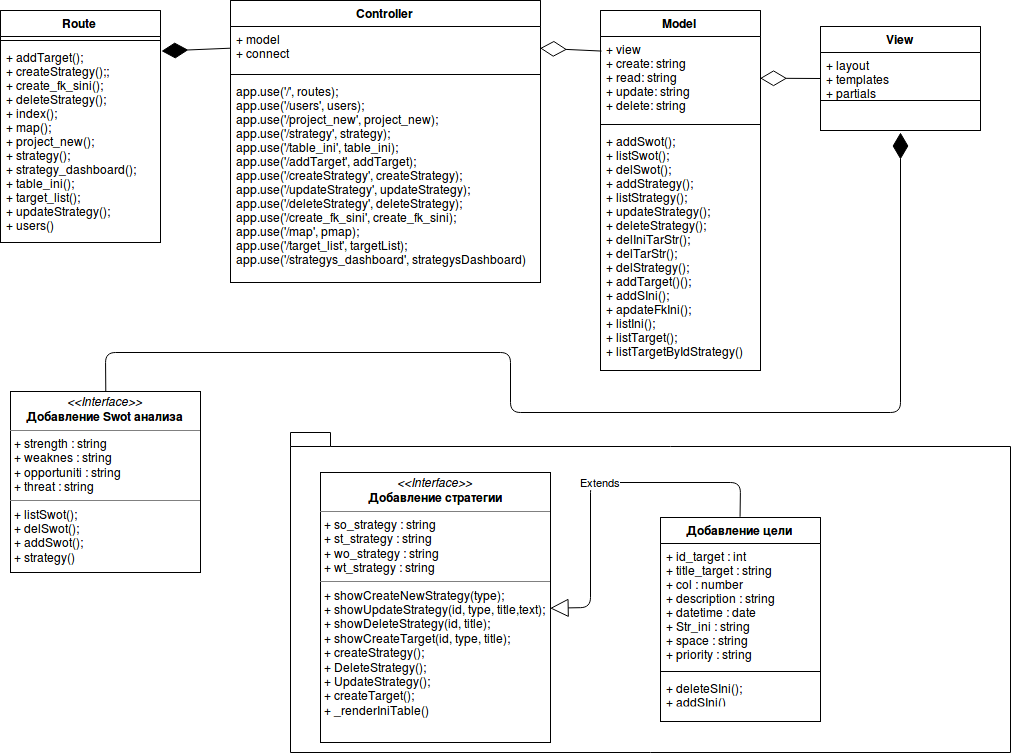 Route
+ addTarget();
+ createStrategy();;
+ create_fk_sini();
+ deleteStrategy();
+ index();
+ map();
+ project_new();
+ strategy();
+ strategy_dashboard();
+ table_ini();
+ target_list();
+ updateStrategy();
+ users()
Controller
+ model
+ connect
app.use('/', routes);
app.use('/users', users);
app.use('/project_new', project_new);
app.use('/strategy', strategy);
app.use('/table_ini', table_ini);
app.use('/addTarget', addTarget);
app.use('/createStrategy', createStrategy);
app.use('/updateStrategy', updateStrategy);
app.use('/deleteStrategy', deleteStrategy);
app.use('/create_fk_sini', create_fk_sini);
app.use('/map', pmap);
app.use('/target_list', targetList);
app.use('/strategys_dashboard', strategysDashboard)
Model
+ view
+ create: string
+ read: string
+ update: string
+ delete: string
+ addSwot();
+ listSwot();
+ delSwot();
+ addStrategy();
+ listStrategy();
+ updateStrategy();
+ deleteStrategy();
+ delIniTarStr();
+ delTarStr();
+ delStrategy();
+ addTarget()();
+ addSIni();
+ apdateFkIni();
+ listIni();
+ listTarget();
+ listTargetByIdStrategy()
View
+ layout
+ templates
+ partials
<<Interface>>
Добавление Swot анализа
+ strength : string
+ weaknes : string
+ opportuniti : string
+ threat : string
+ listSwot();
+ delSwot();
+ addSwot();
+ strategy()
<<Interface>>
Добавление стратегии
+ so_strategy : string
+ st_strategy : string
+ wo_strategy : string
+ wt_strategy : string
+ showCreateNewStrategy(type);
+ showUpdateStrategy(id, type, title,text);
+ showDeleteStrategy(id, title);
+ showCreateTarget(id, type, title);
+ createStrategy();
+ DeleteStrategy();
+ UpdateStrategy();
+ createTarget();
+ _renderIniTable()
Extends
Добавление цели
+ id_target : int
+ title_target : string
+ col : number
+ description : string
+ datetime : date
+ Str_ini : string
+ space : string
+ priority : string
+ deleteSIni();
+ addSIni()